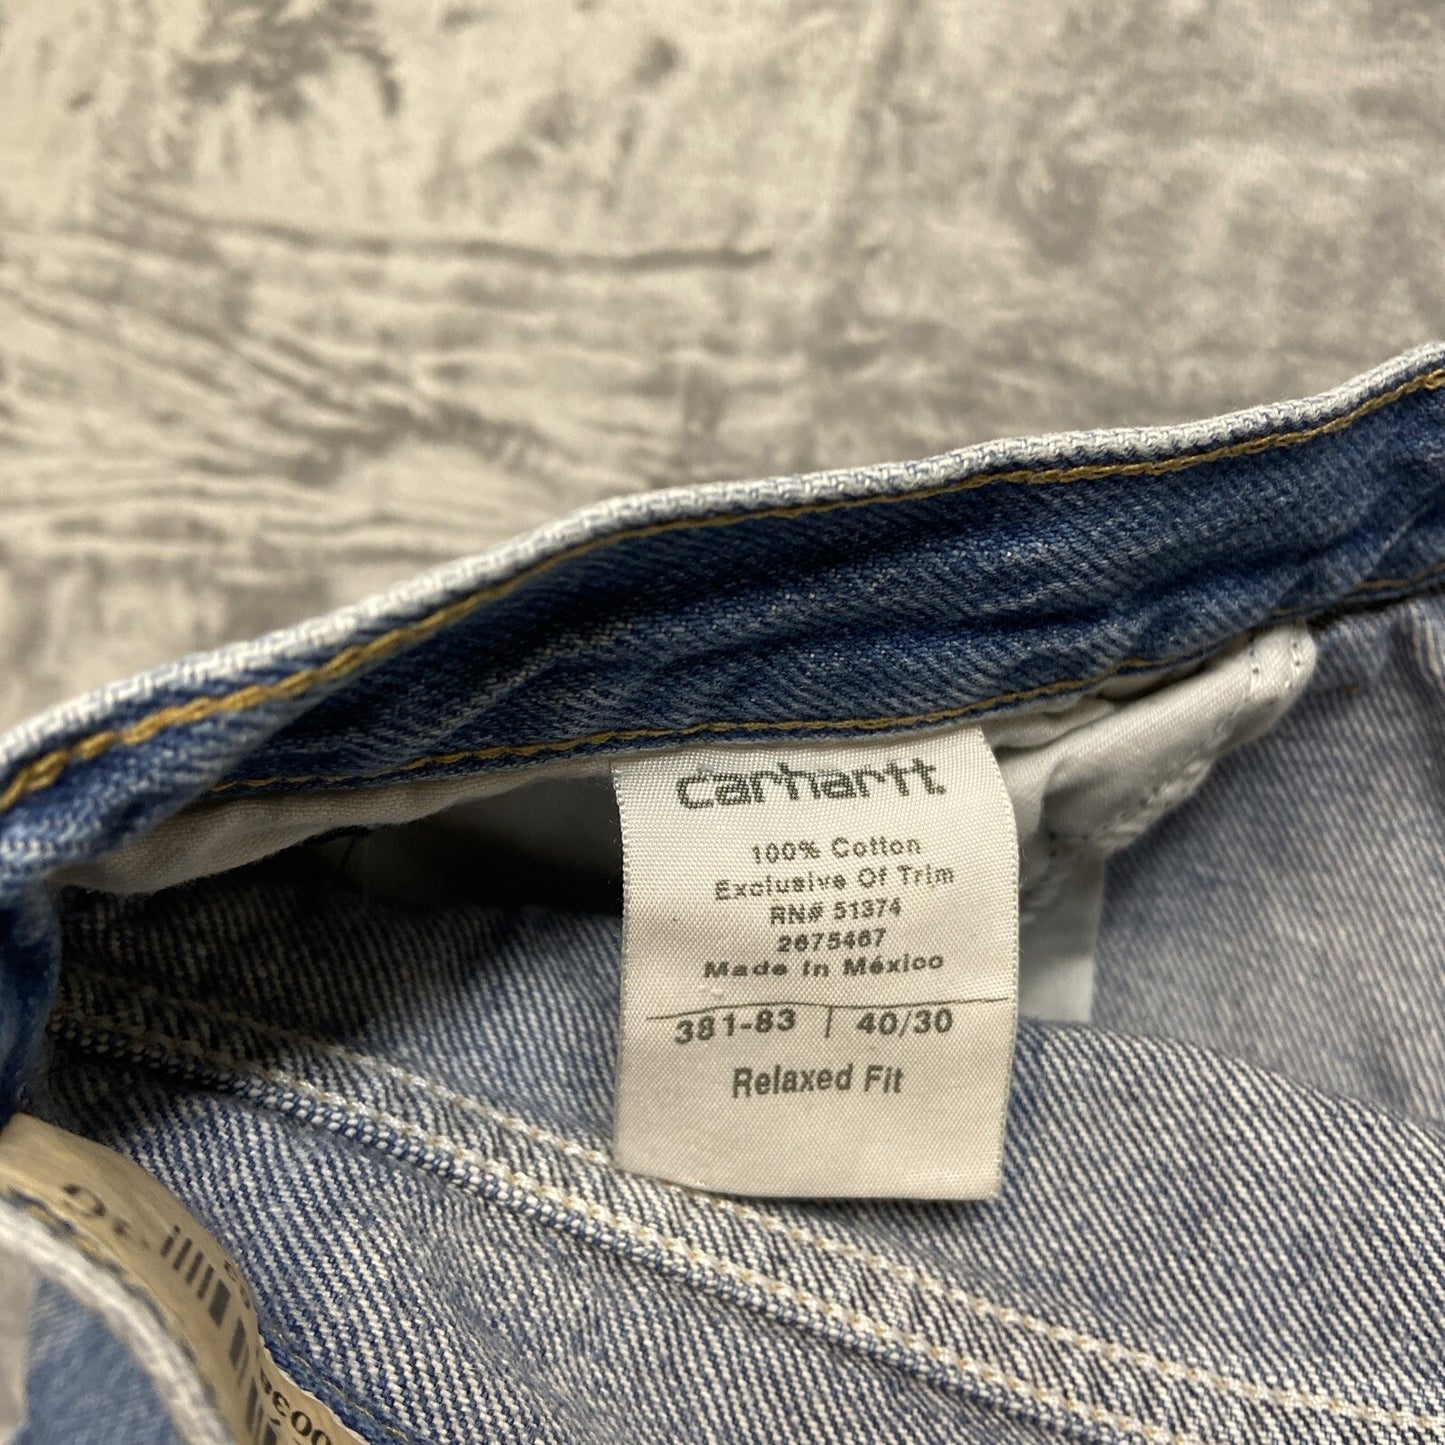 carhartt
100% Cotton
Exclusive Of Trim
RN# 51374
2675467
Made In México
381-83 | 40/30
Relaxed Fit